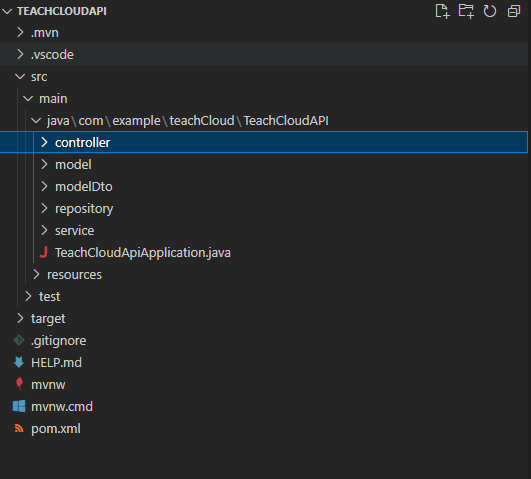 TEACHCLOUDAPI
.mvn
.vscode
src
main
java\com\example\teachCloud\TeachCloudAPI
controller
model
modelDto
repository
service
TeachCloudApiApplication.java
resources
test
target
.gitignore
HELP.md
mvnw
mvnw.cmd
pom.xml